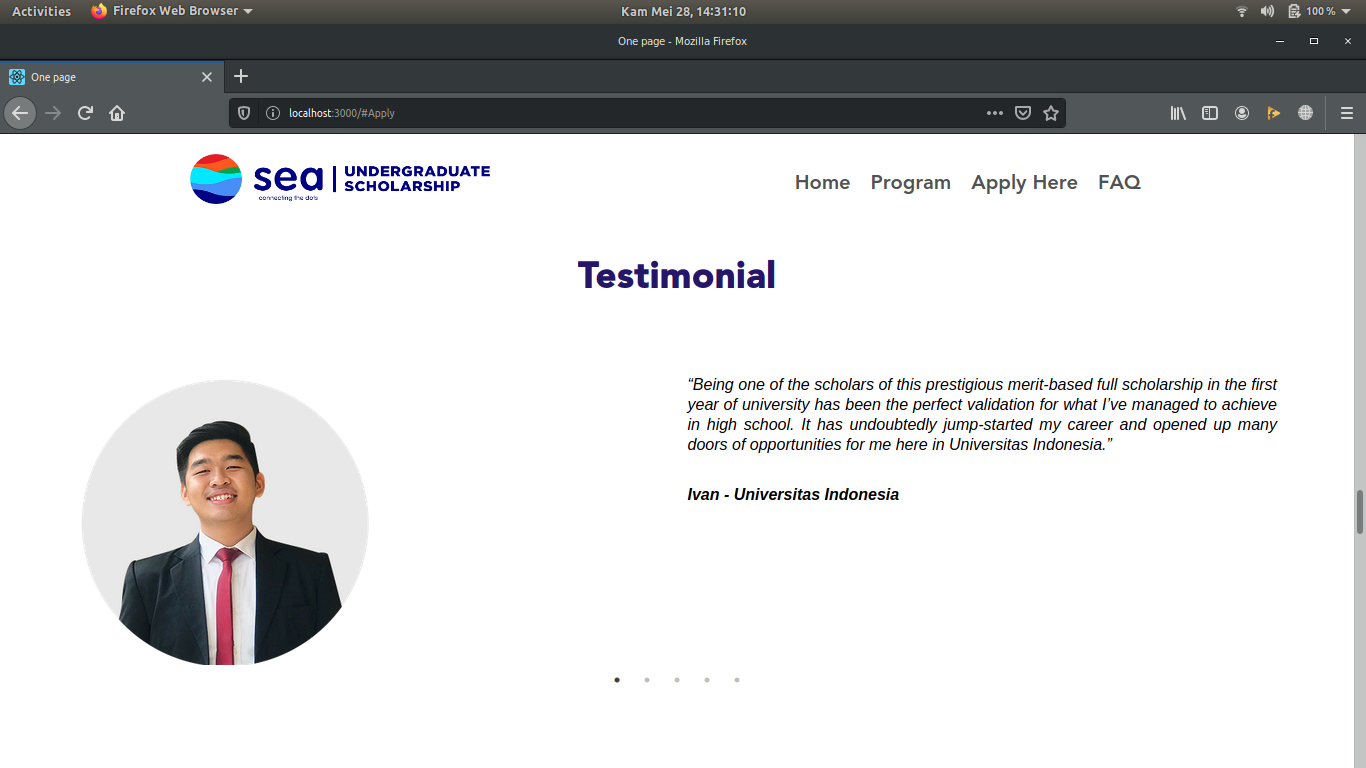 Activities Firefox Web Browser Kam Mei 28, 14:31:10 100 %
One page - Mozilla Firefox
One page
localhost:3000/#Apply
sea UNDERGRADUATE SCHOLARSHIP
connecting the dots
Home Program Apply Here FAQ
Testimonial
“Being one of the scholars of this prestigious merit-based full scholarship in the first
year of university has been the perfect validation for what I’ve managed to achieve
in high school. It has undoubtedly jump-started my career and opened up many
doors of opportunities for me here in Universitas Indonesia.”
Ivan - Universitas Indonesia